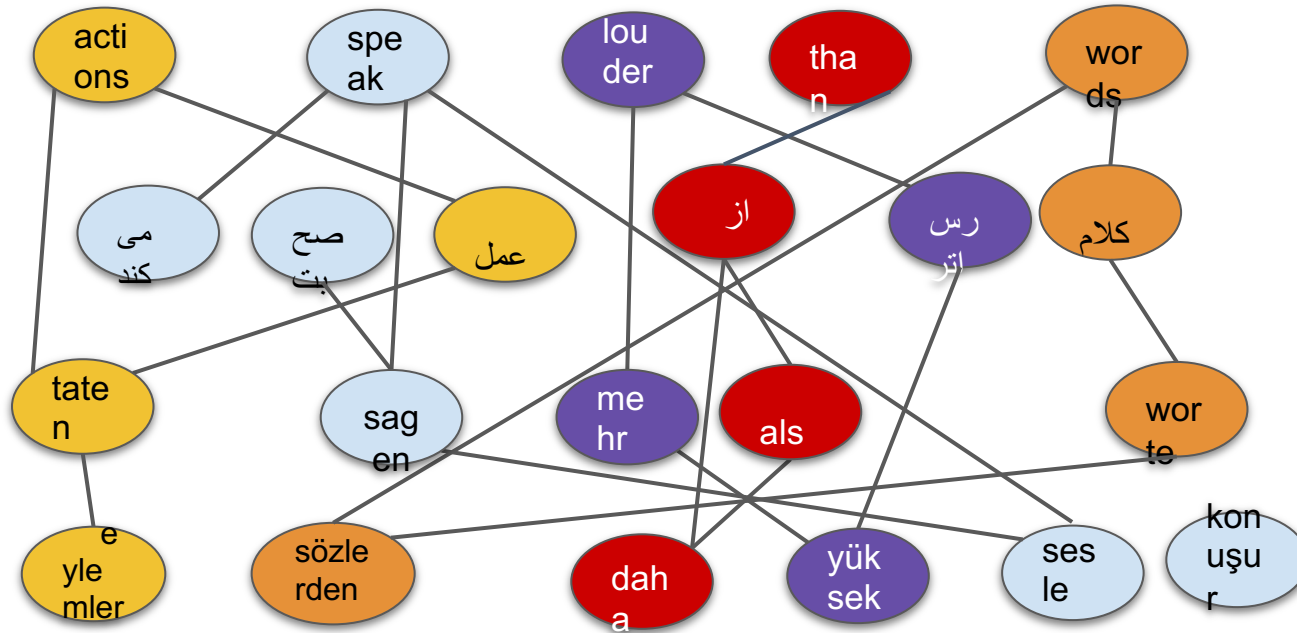 acti
ons
spe
ak
lou
der
tha
n
wor
ds
می
کند
صح
بت
عمل
از
رس
اتر
کلام
tate
n
sag
en
me
hr
als
wor
te
e
yle
mler
sözle
rden
dah
a
yük
sek
ses
le
kon
uşu
r